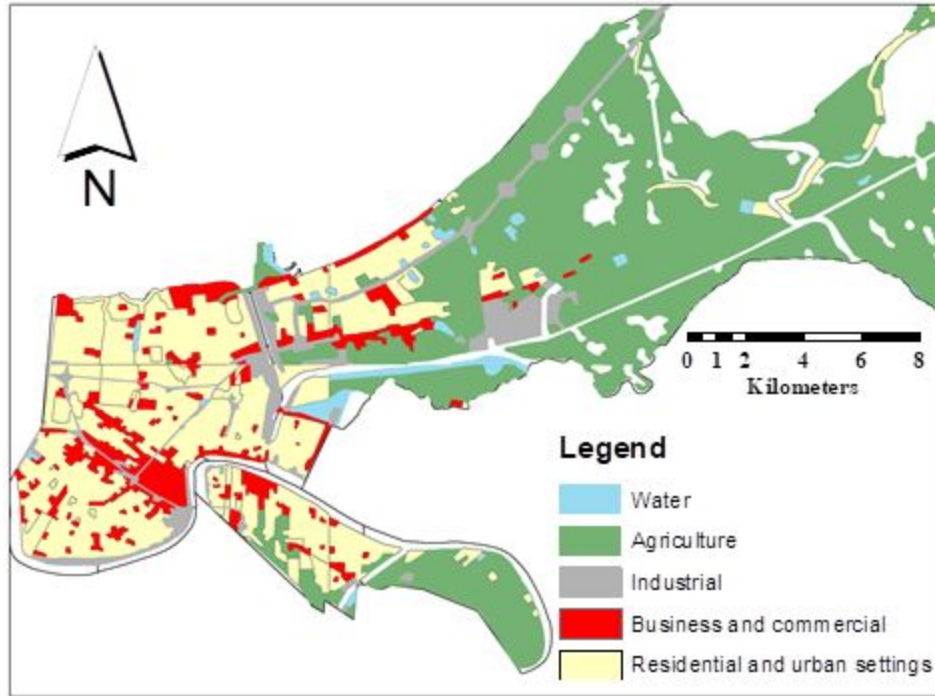 N
0 1 2 4 6 8
Kilometers
Legend
Water
Agriculture
Industrial
Business and commercial
Residential and urban settings